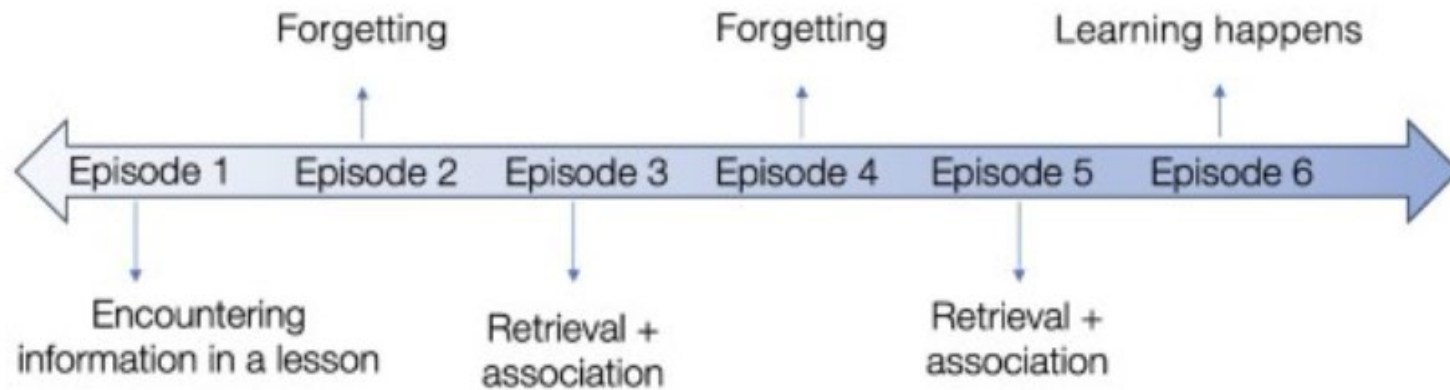 Forgetting
Forgetting
Learning happens
Episode 1
Episode 2
Episode 3
Episode 4
Episode 5
Episode 6
Encountering
information in a lesson
Retrieval +
association
Retrieval +
association